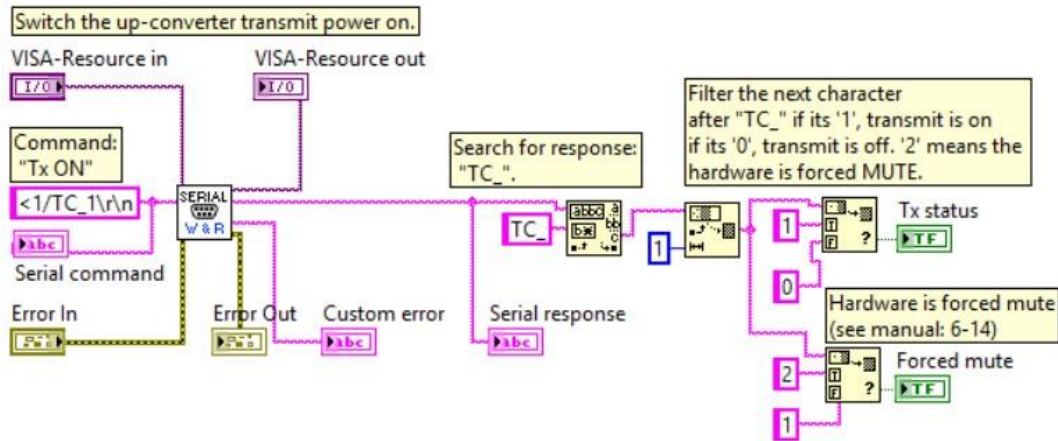 Switch the up-converter transmit power on.
VISA-Resource in
VISA-Resource out
I/O
I/O
Command:
"Tx ON"
<1/TC_1\r\n
abc
Serial command
SERIAL
W & R
Error In
Error Out
Custom error
abc
Serial response
abc
Search for response:
"TC_".
TC_
abbc
a
b
c
1
Filter the next character
after "TC_" if its '1', transmit is on
if its '0', transmit is off. '2' means the
hardware is forced MUTE.
T
F
?
1
0
Tx status
TF
Hardware is forced mute
(see manual: 6-14)
T
F
?
2
1
Forced mute
TF